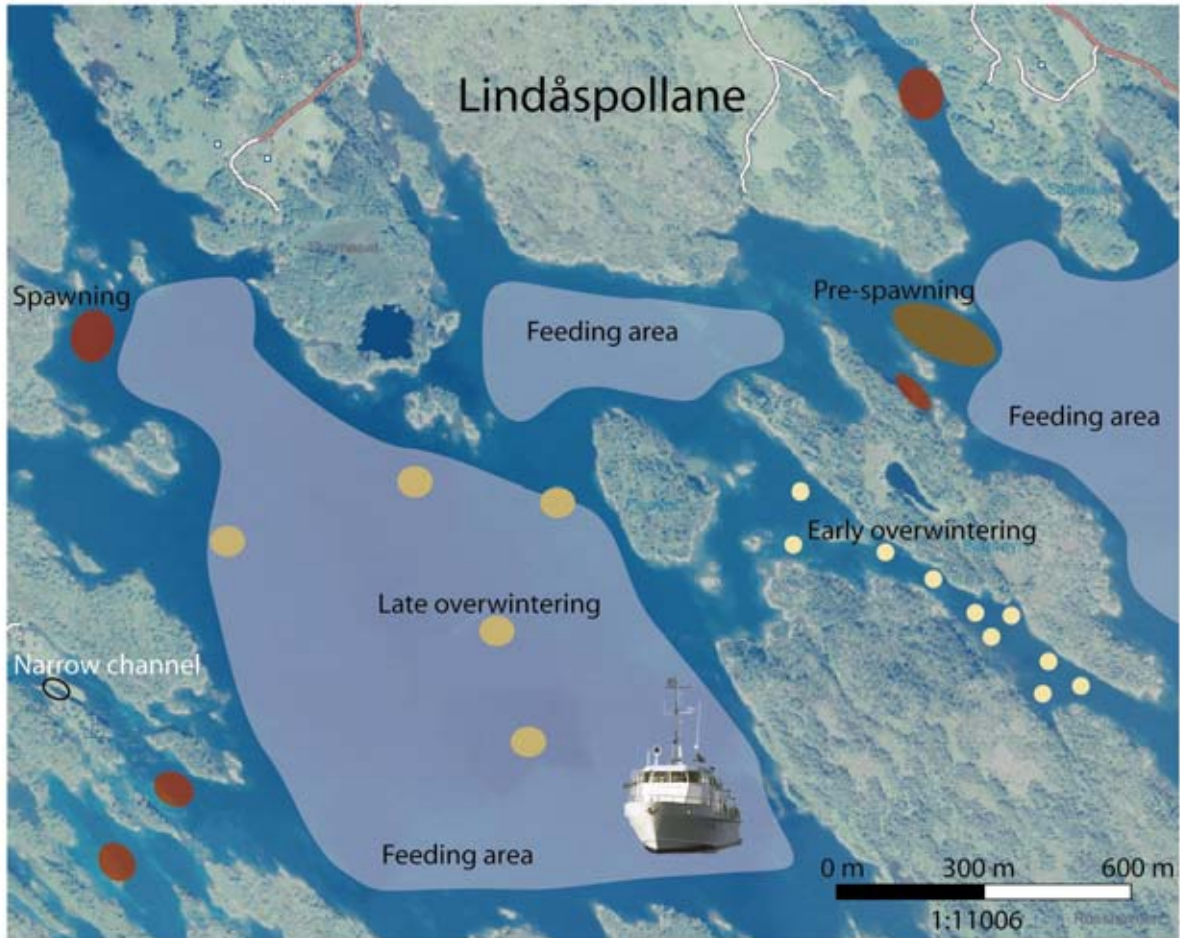 Lindåspollane
Spawning
Pre-spawning
Feeding area
Feeding area
Early overwintering
Late overwintering
Narrow channel
Feeding area
0 m 300 m 600 m
1:11006